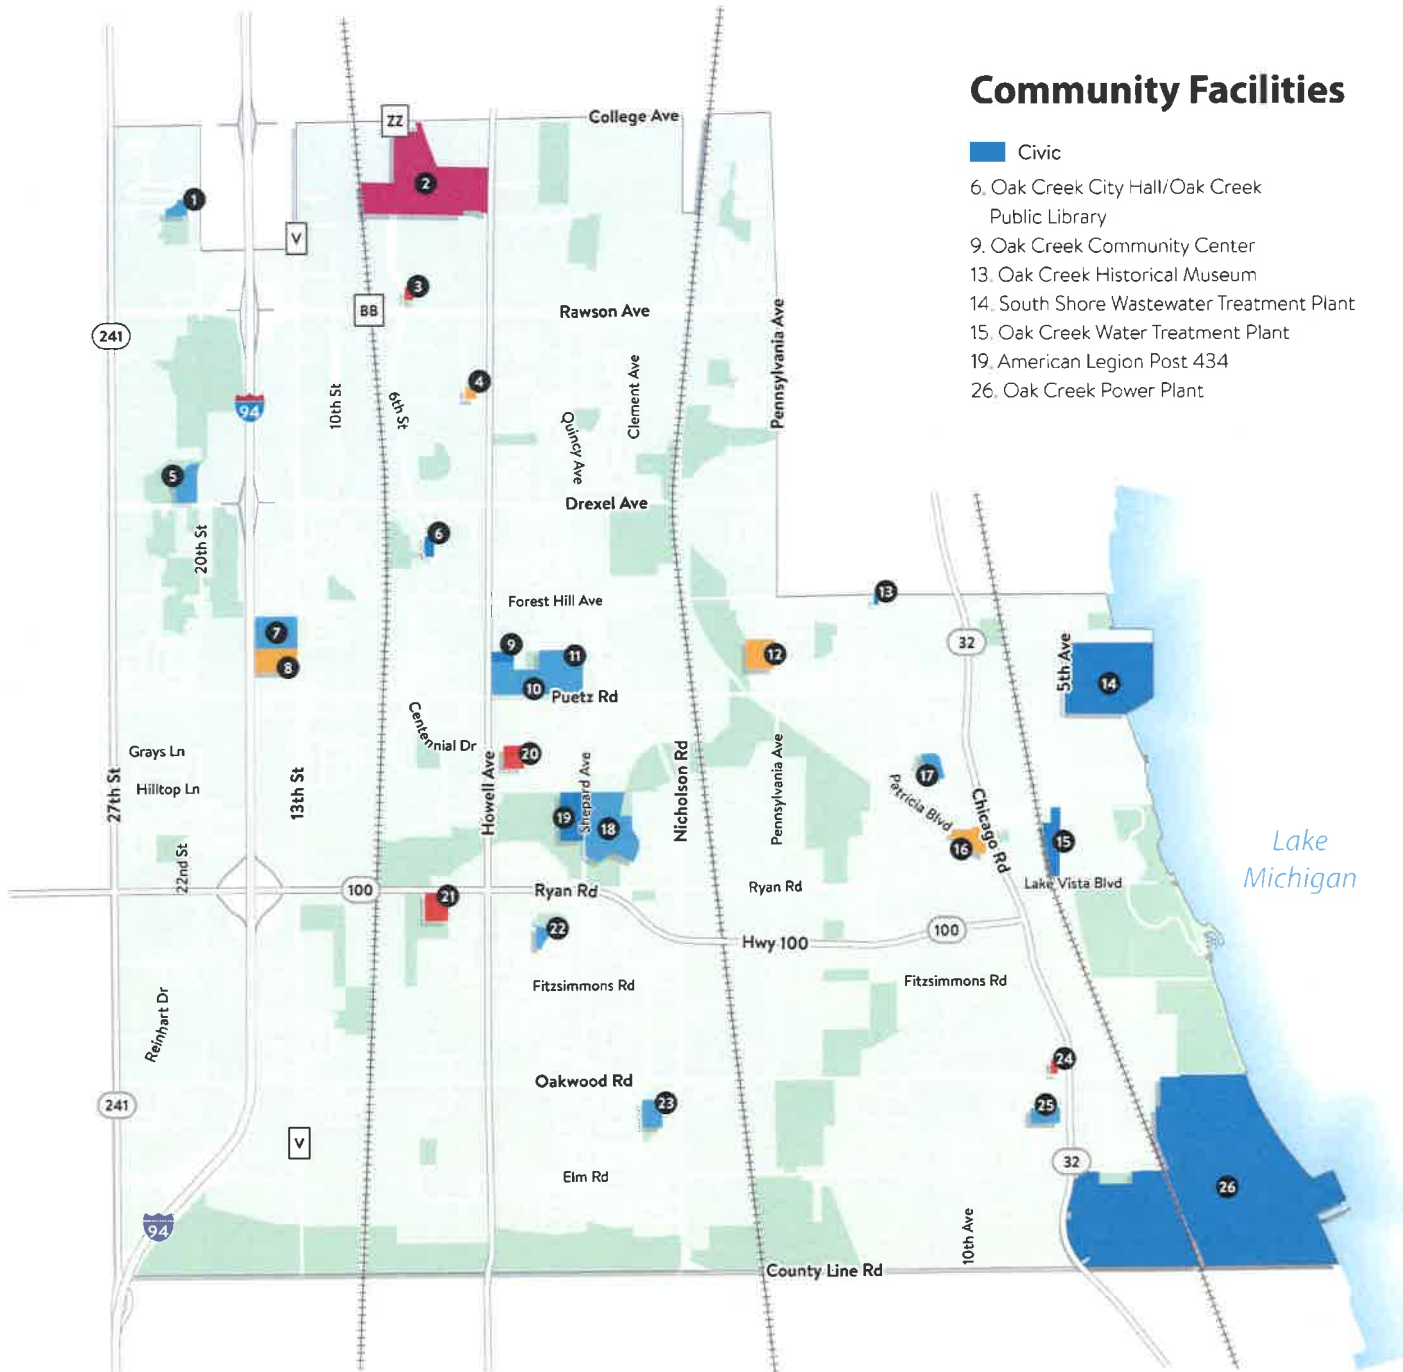 Community Facilities
Civic
6. Oak Creek City Hall/Oak Creek
Public Library
9. Oak Creek Community Center
13. Oak Creek Historical Museum
14. South Shore Wastewater Treatment Plant
15. Oak Creek Water Treatment Plant
19. American Legion Post 434
26. Oak Creek Power Plant
ZZ
College Ave
2
1
V
3
BB
Rawson Ave
241
Pennsylvania Ave
94
10th St
6th St
4
Clement Ave
Quincy Ave
5
Drexel Ave
20th St
6
13
Forest Hill Ave
7
8
9
11
10
12
32
5th Ave
14
Puetz Rd
Centennial Dr
Grays Ln
Hilltop Ln
27th St
13th St
Howell Ave
20
Shepard Ave
Nicholson Rd
Pennsylvania Ave
17
Patricia Blvd
Chicago Rd
19
18
16
15
Lake
Michigan
22nd St
100
Ryan Rd
Ryan Rd
Lake Vista Blvd
21
22
Hwy 100
100
Fitzsimmons Rd
Fitzsimmons Rd
Reinhart Dr
24
Oakwood Rd
241
23
25
V
Elm Rd
32
26
94
10th Ave
County Line Rd